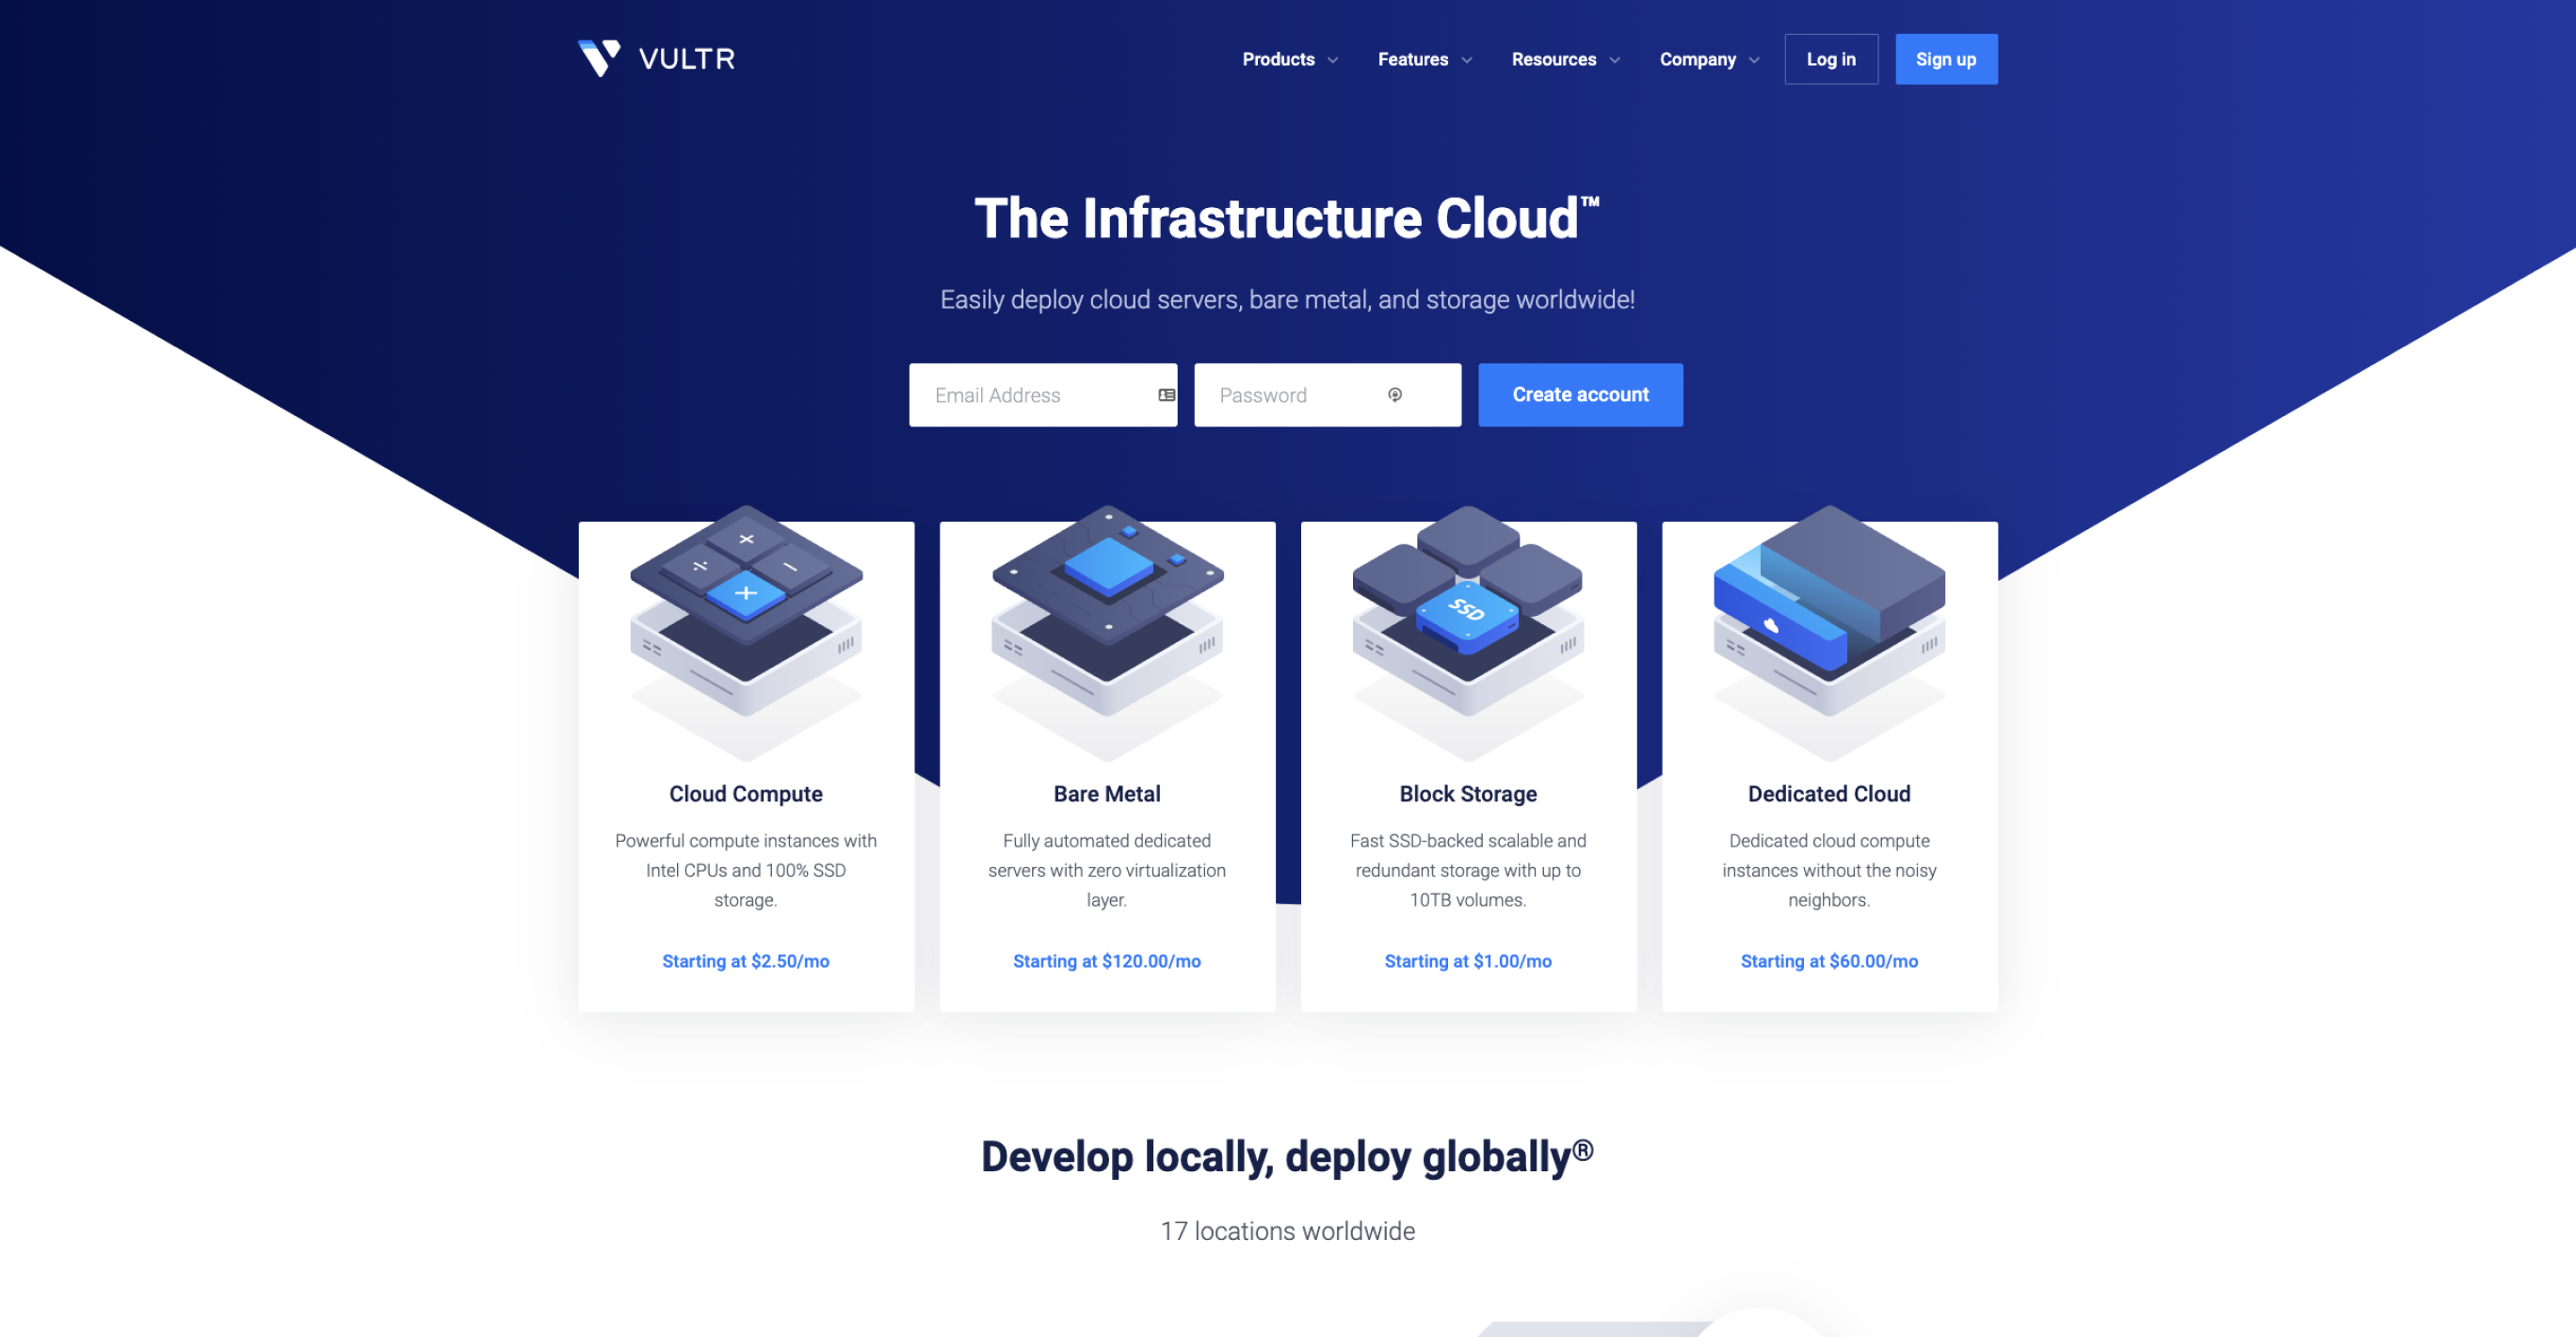 VULTR
Products
Features
Resources
Company
Log in
Sign up
The Infrastructure Cloud™
Easily deploy cloud servers, bare metal, and storage worldwide!
Email Address
Password
Create account
SSD
Cloud Compute
Powerful compute instances with
Intel CPUs and 100% SSD
storage.
Starting at $2.50/mo
Bare Metal
Fully automated dedicated
servers with zero virtualization
layer.
Starting at $120.00/mo
Block Storage
Fast SSD-backed scalable and
redundant storage with up to
10TB volumes.
Starting at $1.00/mo
Dedicated Cloud
Dedicated cloud compute
instances without the noisy
neighbors.
Starting at $60.00/mo
Develop locally, deploy globally®
17 locations worldwide